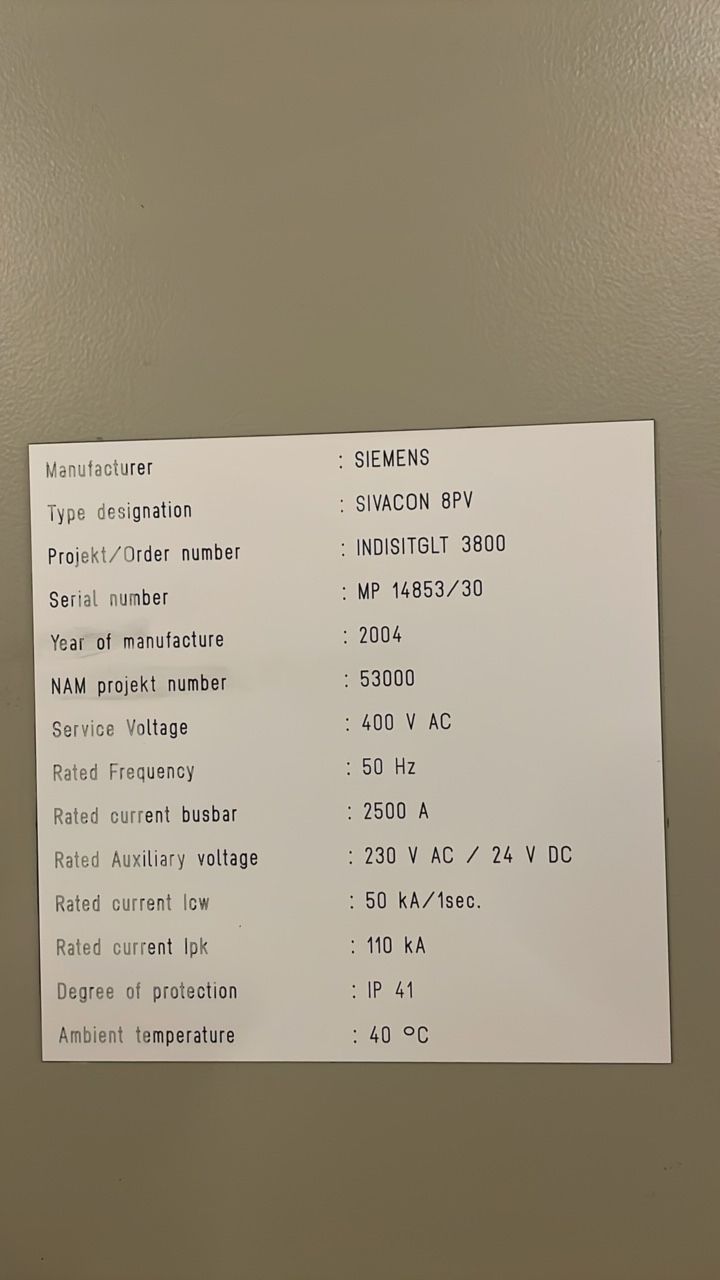 Manufacturer : SIEMENS
Type designation : SIVACON 8PV
Projekt/Order number : INDISITGLT 3800
Serial number : MP 14853/30
Year of manufacture : 2004
NAM projekt number : 53000
Service Voltage : 400 V AC
Rated Frequency : 50 Hz
Rated current busbar : 2500 A
Rated Auxiliary voltage : 230 V AC / 24 V DC
Rated current Icw : 50 kA/1sec.
Rated current Ipk : 110 kA
Degree of protection : IP 41
Ambient temperature : 40 ºC